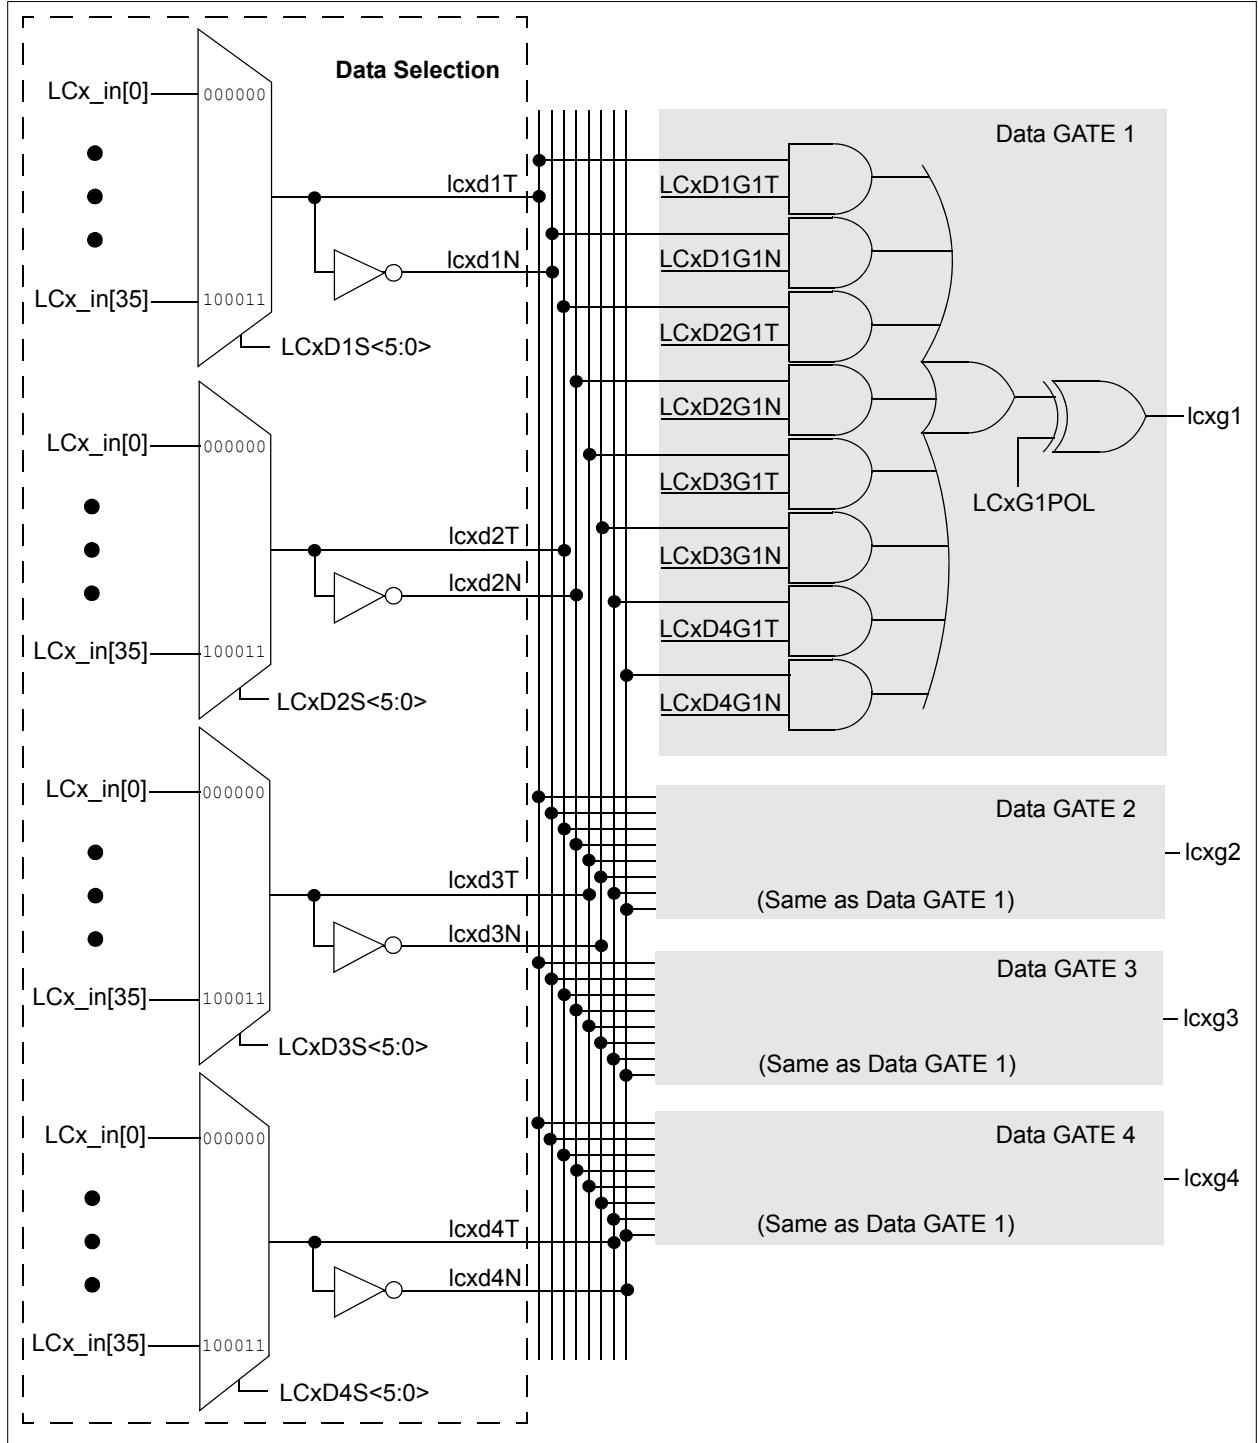 Data Selection
LCx_in[0]
000000
LCx_in[35]
100011
LCxD1S<5:0>
lcxd1T
lcxd1N
LCx_in[0]
000000
LCx_in[35]
100011
LCxD2S<5:0>
lcxd2T
lcxd2N
LCx_in[0]
000000
LCx_in[35]
100011
LCxD3S<5:0>
lcxd3T
lcxd3N
LCx_in[0]
000000
LCx_in[35]
100011
LCxD4S<5:0>
lcxd4T
lcxd4N
Data GATE 1
LCxD1G1T
LCxD1G1N
LCxD2G1T
LCxD2G1N
LCxD3G1T
LCxD3G1N
LCxD4G1T
LCxD4G1N
LCxG1POL
lcxg1
Data GATE 2
(Same as Data GATE 1)
lcxg2
Data GATE 3
(Same as Data GATE 1)
lcxg3
Data GATE 4
(Same as Data GATE 1)
lcxg4